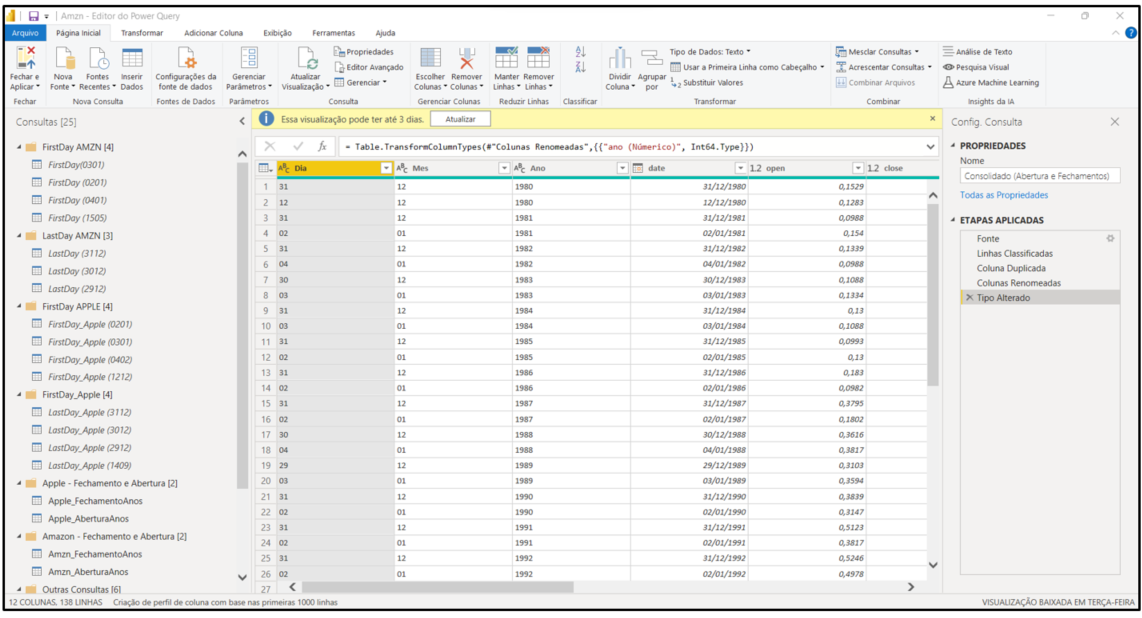 Amzn - Editor do Power Query
Arquivo Página Inicial Transformar Adicionar Coluna Exibição Ferramentas Ajuda
Fechar e Aplicar
Nova Fonte
Fontes Recentes
Inserir Dados
Configurações da fonte de dados
Gerenciar Parâmetros
Atualizar Visualização
Propriedades
Editor Avançado
Gerenciar
Escolher Colunas
Remover Colunas
Manter Linhas
Remover Linhas
Dividir Coluna
Agrupar por
Tipo de Dados: Texto
Usar a Primeira Linha como Cabeçalho
Substituir Valores
Mesclar Consultas
Acrescentar Consultas
Combinar Arquivos
Análise de Texto
Pesquisa Visual
Azure Machine Learning
Fechar Nova Consulta Fontes de Dados Parâmetros Consulta Gerenciar Colunas Reduzir Linhas Classificar Transformar Combinar Insights da IA
Consultas [25]
FirstDay AMZN [4]
FirstDay(0301)
FirstDay (0201)
FirstDay (0401)
FirstDay (1505)
LastDay AMZN [3]
LastDay (3112)
LastDay (3012)
LastDay (2912)
FirstDay APPLE [4]
FirstDay_Apple (0201)
FirstDay_Apple (0301)
FirstDay_Apple (0402)
FirstDay_Apple (1212)
FirstDay_Apple [4]
LastDay_Apple (3112)
LastDay_Apple (3012)
LastDay_Apple (2912)
LastDay_Apple (1409)
Apple - Fechamento e Abertura [2]
Apple_FechamentoAnos
Apple_AberturaAnos
Amazon - Fechamento e Abertura [2]
Amzn_FechamentoAnos
Amzn_AberturaAnos
Outras Consultas [6]
Essa visualização pode ter até 3 dias. Atualizar
fx = Table.TransformColumnTypes(#"Colunas Renomeadas",{{"ano (Númerico)", Int64.Type}})
ABC Dia ABC Mes ABC Ano date 1.2 open 1.2 close
1 31 12 1980 31/12/1980 0,1529
2 12 12 1980 12/12/1980 0,1283
3 31 12 1981 31/12/1981 0,0988
4 02 01 1981 02/01/1981 0,154
5 31 12 1982 31/12/1982 0,1339
6 04 01 1982 04/01/1982 0,0988
7 30 12 1983 30/12/1983 0,1088
8 03 01 1983 03/01/1983 0,1334
9 31 12 1984 31/12/1984 0,13
10 03 01 1984 03/01/1984 0,1088
11 31 12 1985 31/12/1985 0,0993
12 02 01 1985 02/01/1985 0,13
13 31 12 1986 31/12/1986 0,183
14 02 01 1986 02/01/1986 0,0982
15 31 12 1987 31/12/1987 0,3795
16 02 01 1987 02/01/1987 0,1802
17 30 12 1988 30/12/1988 0,3616
18 04 01 1988 04/01/1988 0,3817
19 29 12 1989 29/12/1989 0,3103
20 03 01 1989 03/01/1989 0,3594
21 31 12 1990 31/12/1990 0,3839
22 02 01 1990 02/01/1990 0,3147
23 31 12 1991 31/12/1991 0,5123
24 02 01 1991 02/01/1991 0,3817
25 31 12 1992 31/12/1992 0,5246
26 02 01 1992 02/01/1992 0,4978
27
Config. Consulta
PROPRIEDADES
Nome
Consolidado (Abertura e Fechamentos)
Todas as Propriedades
ETAPAS APLICADAS
Fonte
Linhas Classificadas
Coluna Duplicada
Colunas Renomeadas
Tipo Alterado
12 COLUNAS, 138 LINHAS Criação de perfil de coluna com base nas primeiras 1000 linhas VISUALIZAÇÃO BAIXADA EM TERÇA-FEIRA